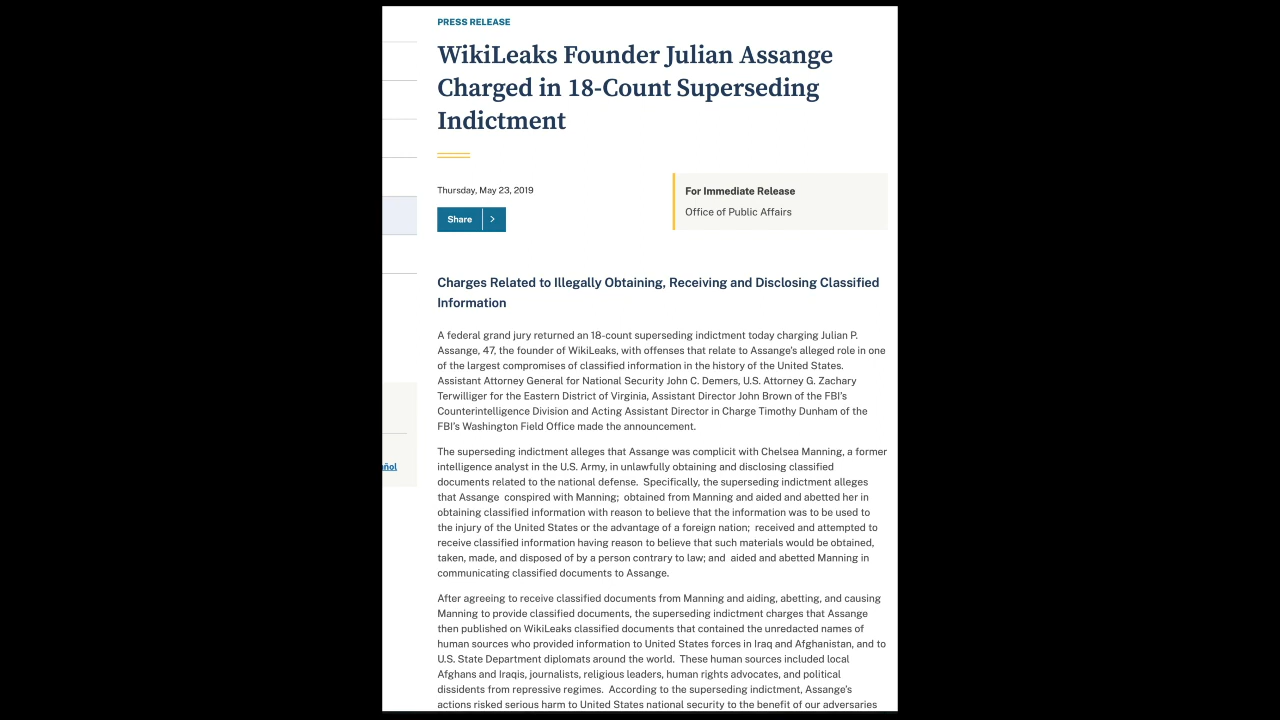 PRESS RELEASE
WikiLeaks Founder Julian Assange
Charged in 18-Count Superseding
Indictment
Thursday, May 23, 2019
For Immediate Release
Office of Public Affairs
Share
Charges Related to Illegally Obtaining, Receiving and Disclosing Classified
Information
A federal grand jury returned an 18-count superseding indictment today charging Julian P.
Assange, 47, the founder of WikiLeaks, with offenses that relate to Assange's alleged role in one
of the largest compromises of classified information in the history of the United States.
Assistant Attorney General for National Security John C. Demers, U.S. Attorney G. Zachary
Terwilliger for the Eastern District of Virginia, Assistant Director John Brown of the FBI's
Counterintelligence Division and Acting Assistant Director in Charge Timothy Dunham of the
FBI's Washington Field Office made the announcement.
The superseding indictment alleges that Assange was complicit with Chelsea Manning, a former
intelligence analyst in the U.S. Army, in unlawfully obtaining and disclosing classified
documents related to the national defense.  Specifically, the superseding indictment alleges
that Assange  conspired with Manning;  obtained from Manning and aided and abetted her in
obtaining classified information with reason to believe that the information was to be used to
the injury of the United States or the advantage of a foreign nation;  received and attempted to
receive classified information having reason to believe that such materials would be obtained,
taken, made, and disposed of by a person contrary to law; and  aided and abetted Manning in
communicating classified documents to Assange.
ñol
After agreeing to receive classified documents from Manning and aiding, abetting, and causing
Manning to provide classified documents, the superseding indictment charges that Assange
then published on WikiLeaks classified documents that contained the unredacted names of
human sources who provided information to United States forces in Iraq and Afghanistan, and to
U.S. State Department diplomats around the world.  These human sources included local
Afghans and Iraqis, journalists, religious leaders, human rights advocates, and political
dissidents from repressive regimes.  According to the superseding indictment, Assange's
actions risked serious harm to United States national security to the benefit of our adversaries